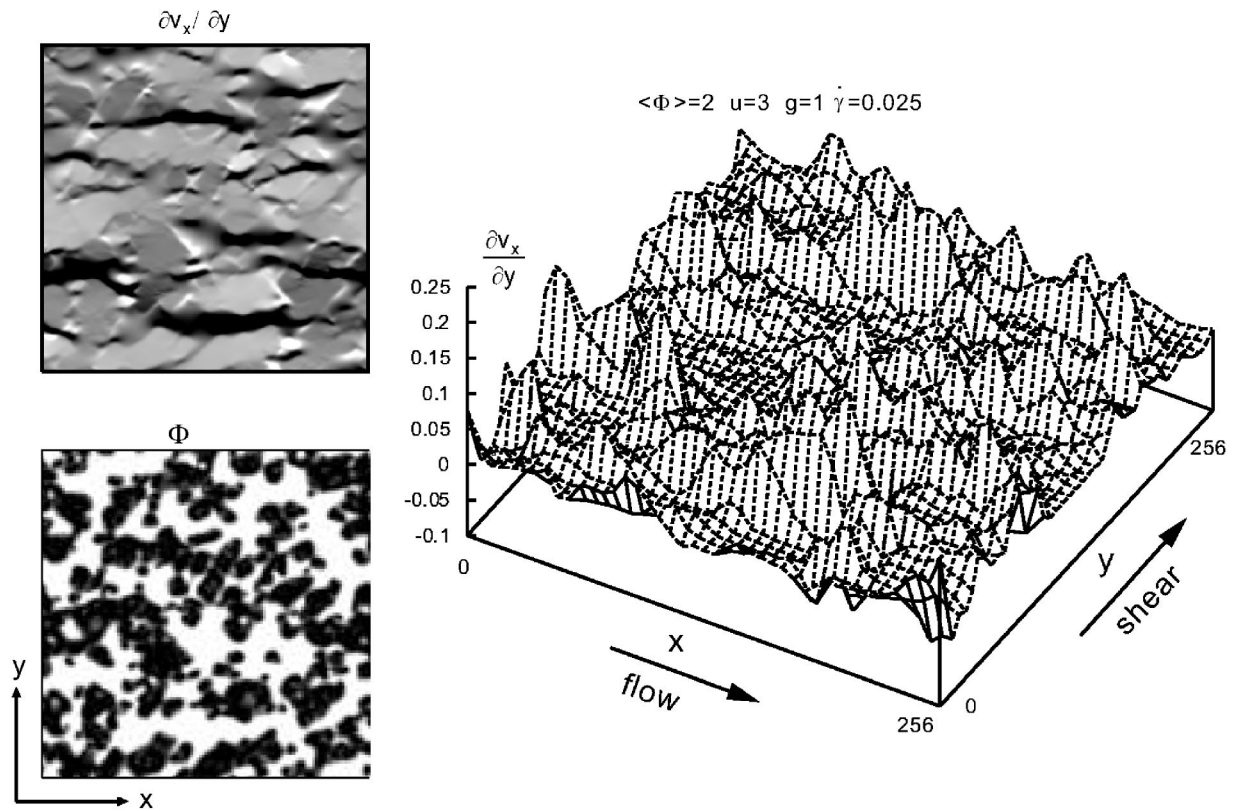 ∂vₓ/ ∂y
Φ
y
x
<Φ>=2 u=3 g=1 γ̇=0.025
∂vₓ
∂y
0.25
0.2
0.15
0.1
0.05
0
-0.05
-0.1
0
x
flow
256
0
y
shear
256